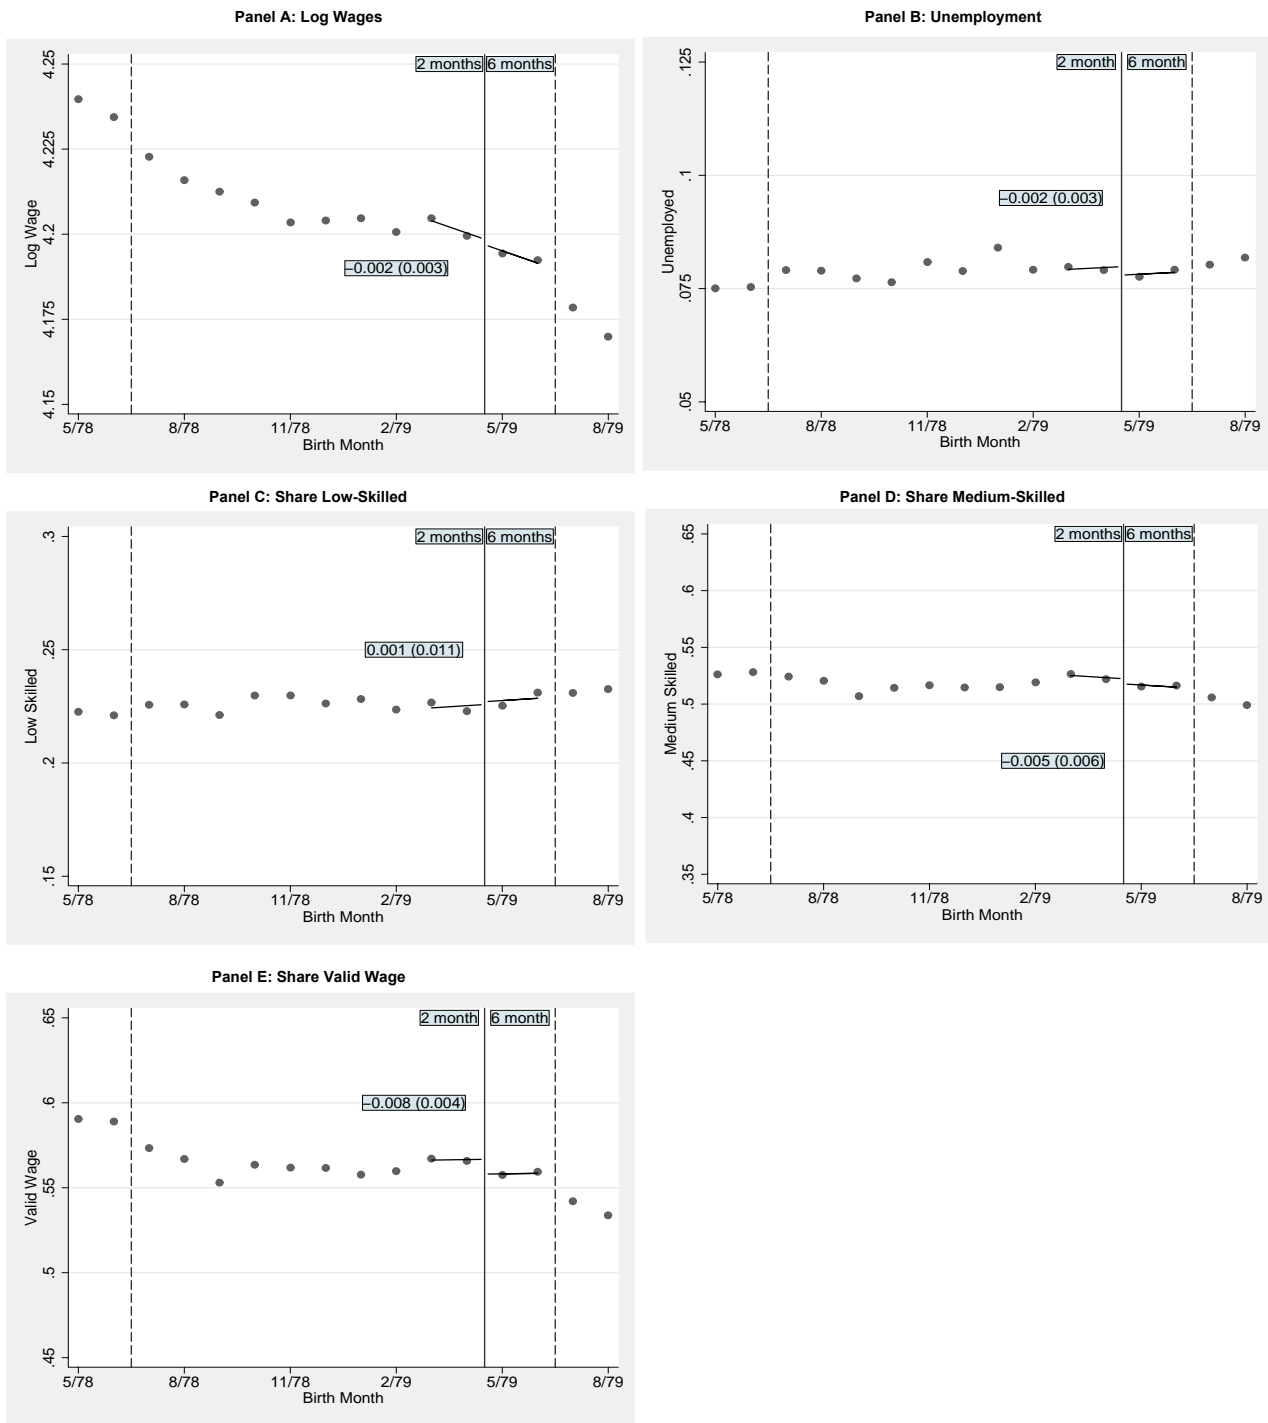 Panel A: Log Wages
4.25
4.225
4.2
4.175
4.15
Log Wage
2 months
6 months
−0.002 (0.003)
5/78 8/78 11/78 2/79 5/79 8/79
Birth Month
Panel B: Unemployment
.125
.1
.075
.05
Unemployed
2 month
6 month
−0.002 (0.003)
5/78 8/78 11/78 2/79 5/79 8/79
Birth Month
Panel C: Share Low-Skilled
.3
.25
.2
.15
Low Skilled
2 months
6 months
0.001 (0.011)
5/78 8/78 11/78 2/79 5/79 8/79
Birth Month
Panel D: Share Medium-Skilled
.65
.6
.55
.5
.45
.4
.35
Medium Skilled
2 months
6 months
−0.005 (0.006)
5/78 8/78 11/78 2/79 5/79 8/79
Birth Month
Panel E: Share Valid Wage
.65
.6
.55
.5
.45
Valid Wage
2 month
6 month
−0.008 (0.004)
5/78 8/78 11/78 2/79 5/79 8/79
Birth Month